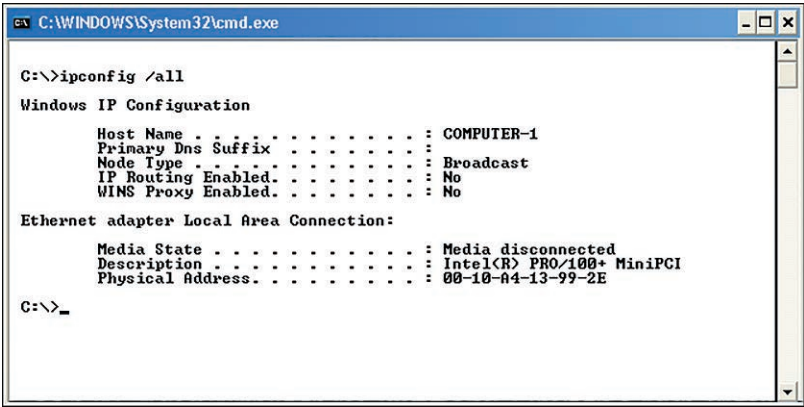 C:\WINDOWS\System32\cmd.exe
C:\>ipconfig /all
Windows IP Configuration
Host Name . . . . . . . . . . . . : COMPUTER-1
Primary Dns Suffix  . . . . . . . :
Node Type . . . . . . . . . . . . : Broadcast
IP Routing Enabled. . . . . . . . : No
WINS Proxy Enabled. . . . . . . . : No
Ethernet adapter Local Area Connection:
Media State . . . . . . . . . . . : Media disconnected
Description . . . . . . . . . . . : Intel(R) PRO/100+ MiniPCI
Physical Address. . . . . . . . . : 00-10-A4-13-99-2E
C:\>_